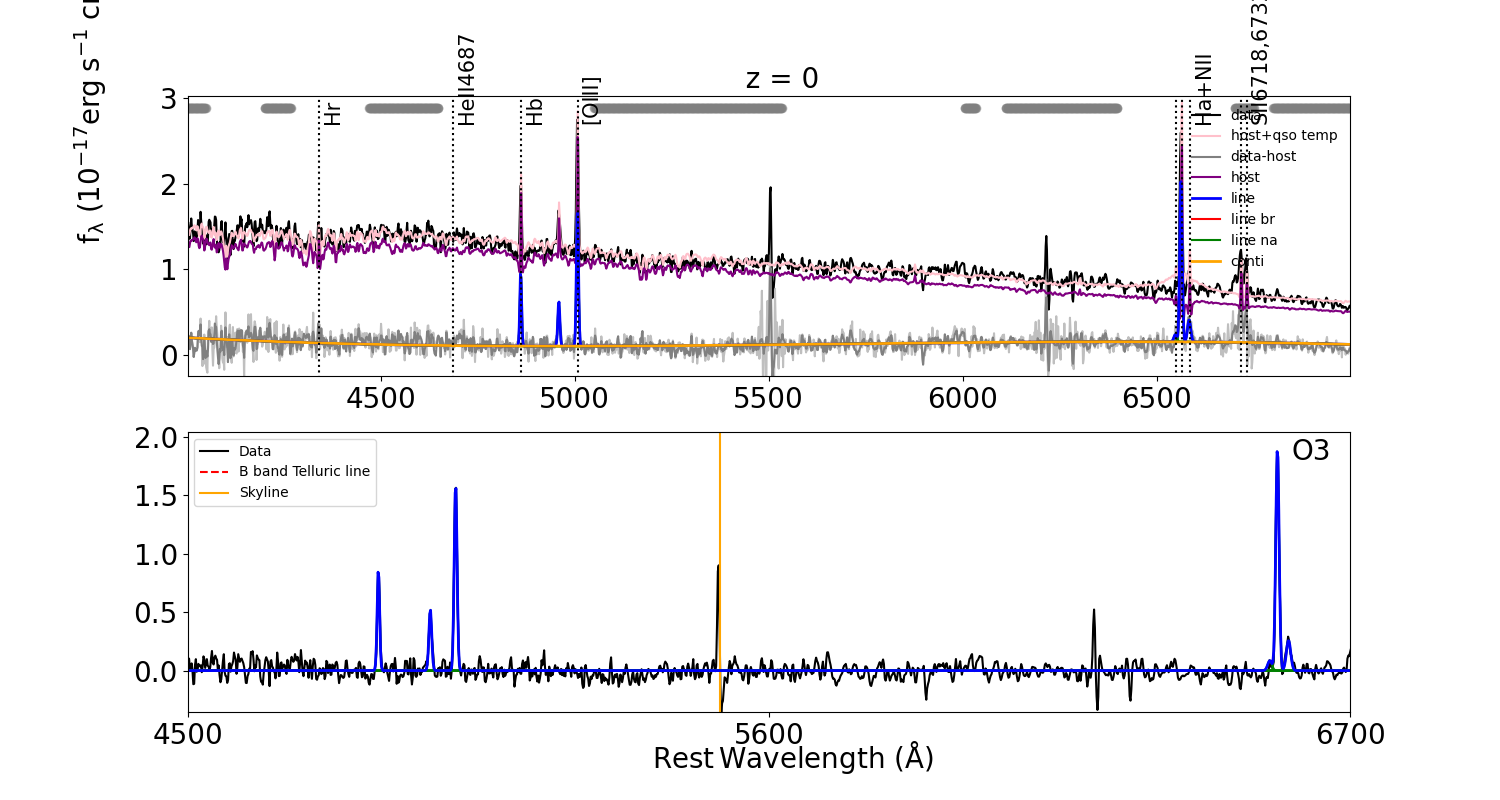 z = 0
f_λ (10^−17 erg s^−1 c
3
2
1
0
Hr
HeII4687
Hb
[OIII]
Ha+NII
SII6718,673
data
host+qso temp
data-host
host
line
line br
line na
conti
4500 5000 5500 6000 6500
2.0
1.5
1.0
0.5
0.0
Data
B band Telluric line
Skyline
O3
4500 5600 6700
Rest Wavelength (Å)